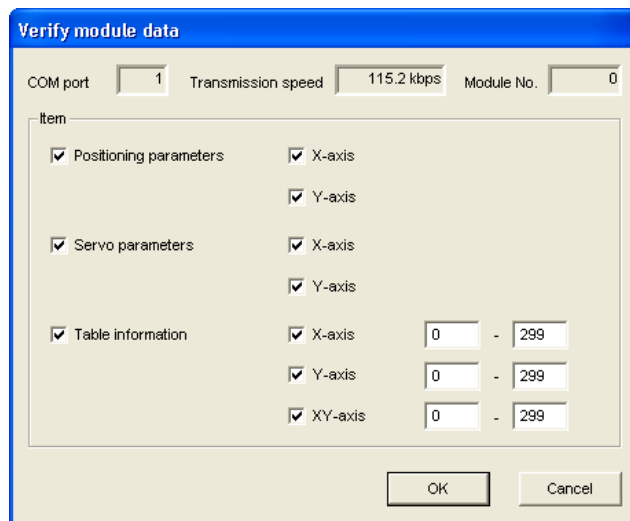 Verify module data
COM port 1 Transmission speed 115.2 kbps Module No. 0
Item
Positioning parameters X-axis
Y-axis
Servo parameters X-axis
Y-axis
Table information X-axis 0 - 299
Y-axis 0 - 299
XY-axis 0 - 299
OK Cancel